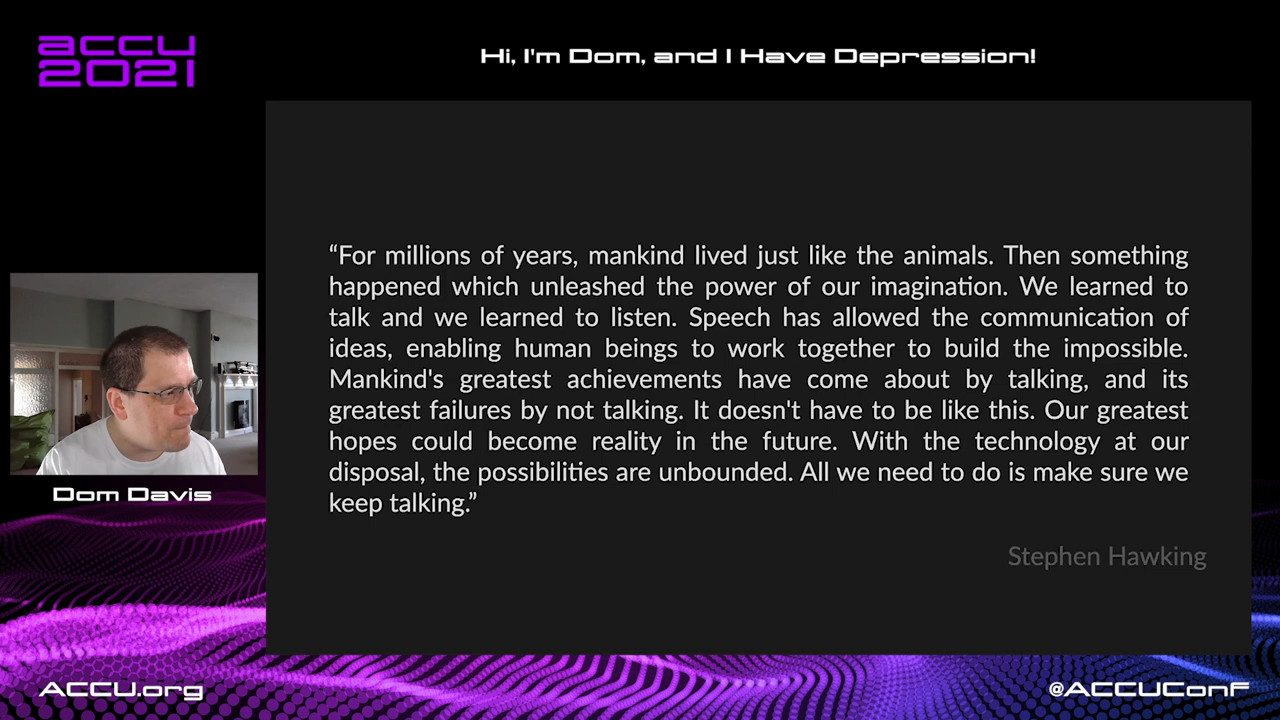 accu
2021
Hi, I'm Dom, and I Have Depression!
“For millions of years, mankind lived just like the animals. Then something
happened which unleashed the power of our imagination. We learned to
talk and we learned to listen. Speech has allowed the communication of
ideas, enabling human beings to work together to build the impossible.
Mankind's greatest achievements have come about by talking, and its
greatest failures by not talking. It doesn't have to be like this. Our greatest
hopes could become reality in the future. With the technology at our
disposal, the possibilities are unbounded. All we need to do is make sure we
keep talking.”
Stephen Hawking
Dom Davis
ACCU.org
@ACCUConf